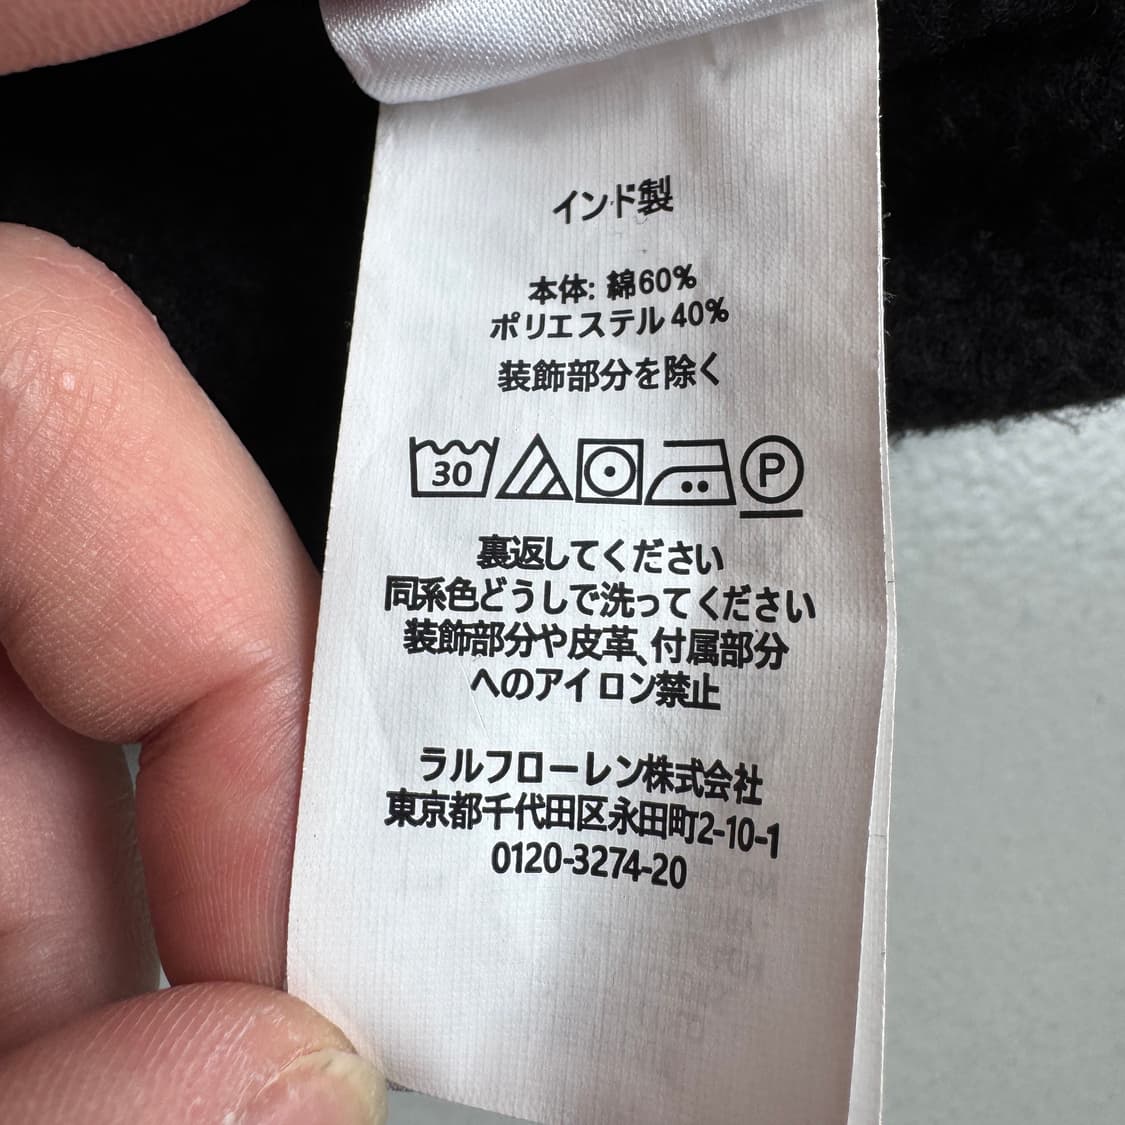 インド製
本体: 綿60%
ポリエステル 40%
装飾部分を除く
30 P
裏返してください
同系色どうしで洗ってください
装飾部分や皮革、付属部分
へのアイロン禁止
ラルフローレン株式会社
東京都千代田区永田町2-10-1
0120-3274-20